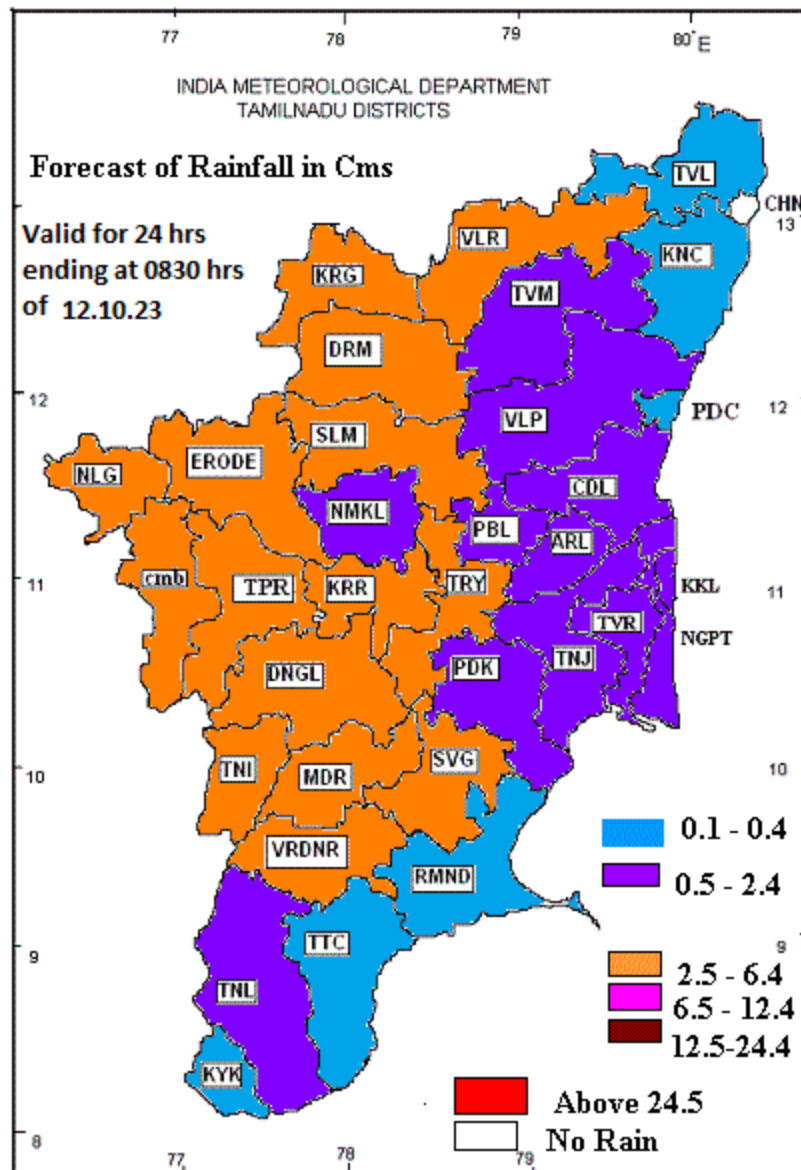 77 78 79 80°E
INDIA METEOROLOGICAL DEPARTMENT
TAMILNADU DISTRICTS
Forecast of Rainfall in Cms
TVL
CHN
13
Valid for 24 hrs
ending at 0830 hrs
of 12.10.23
VLR
KNC
KRG
TVM
DRM
12
12
PDC
VLP
SLM
ERODE
NLG
CDL
NMKL
PBL
ARL
11
cmb
TPR
KRR
TRY
KKL
11
TVR
NGPT
DNGL
PDK
TNJ
10
TNI
MDR
SVG
10
0.1 - 0.4
VRDNR
RMND
0.5 - 2.4
9
TTC
9
2.5 - 6.4
TNL
6.5 - 12.4
12.5-24.4
KYK
Above 24.5
8
No Rain
77 78 79